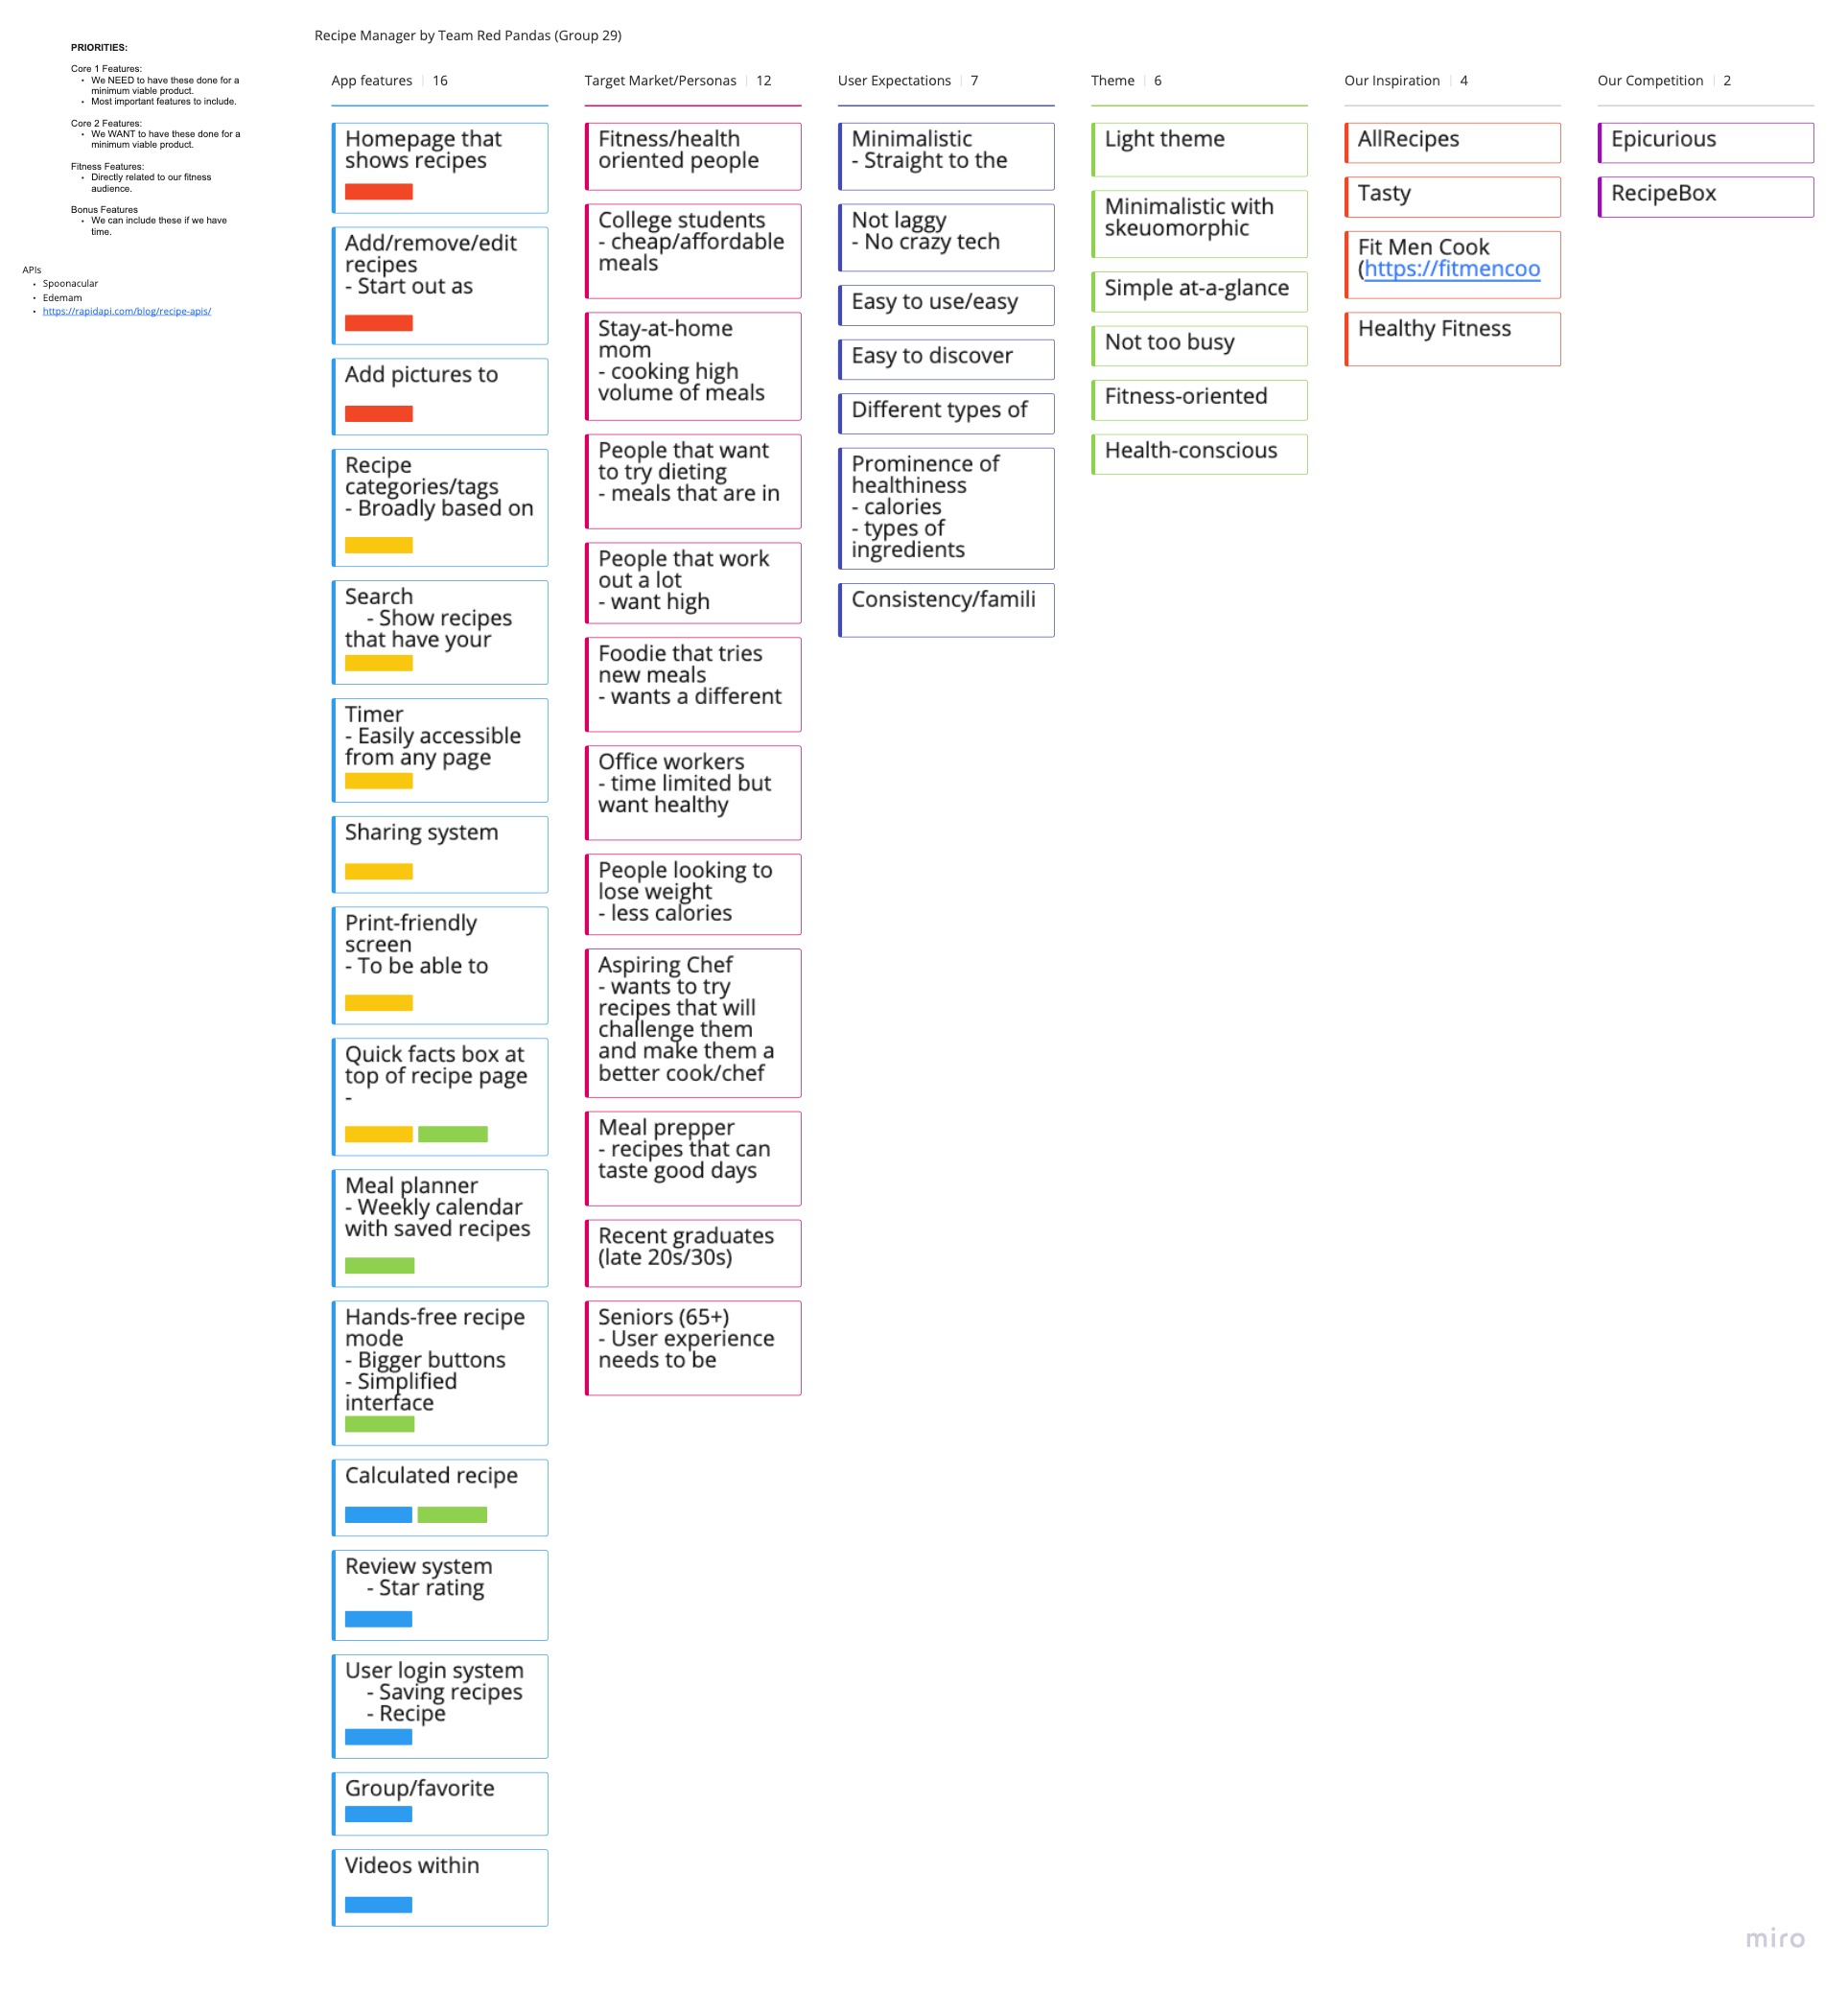 Recipe Manager by Team Red Pandas (Group 29)
PRIORITIES:
Core 1 Features:
• We NEED to have these done for a
minimum viable product.
• Most important features to include.
Core 2 Features:
• We WANT to have these done for a
minimum viable product.
Fitness Features:
• Directly related to our fitness
audience.
Bonus Features
• We can include these if we have
time.
APIs
• Spoonacular
• Edemam
• https://rapidapi.com/blog/recipe-apis/
App features | 16
Homepage that
shows recipes
Add/remove/edit
recipes
- Start out as
Add pictures to
Recipe
categories/tags
- Broadly based on
Search
- Show recipes
that have your
Timer
- Easily accessible
from any page
Sharing system
Print-friendly
screen
- To be able to
Quick facts box at
top of recipe page
-
Meal planner
- Weekly calendar
with saved recipes
Hands-free recipe
mode
- Bigger buttons
- Simplified
interface
Calculated recipe
Review system
- Star rating
User login system
- Saving recipes
- Recipe
Group/favorite
Videos within
Target Market/Personas | 12
Fitness/health
oriented people
College students
- cheap/affordable
meals
Stay-at-home
mom
- cooking high
volume of meals
People that want
to try dieting
- meals that are in
People that work
out a lot
- want high
Foodie that tries
new meals
- wants a different
Office workers
- time limited but
want healthy
People looking to
lose weight
- less calories
Aspiring Chef
- wants to try
recipes that will
challenge them
and make them a
better cook/chef
Meal prepper
- recipes that can
taste good days
Recent graduates
(late 20s/30s)
Seniors (65+)
- User experience
needs to be
User Expectations | 7
Minimalistic
- Straight to the
Not laggy
- No crazy tech
Easy to use/easy
Easy to discover
Different types of
Prominence of
healthiness
- calories
- types of
ingredients
Consistency/famili
Theme | 6
Light theme
Minimalistic with
skeuomorphic
Simple at-a-glance
Not too busy
Fitness-oriented
Health-conscious
Our Inspiration | 4
AllRecipes
Tasty
Fit Men Cook
(https://fitmencoo
Healthy Fitness
Our Competition | 2
Epicurious
RecipeBox
miro